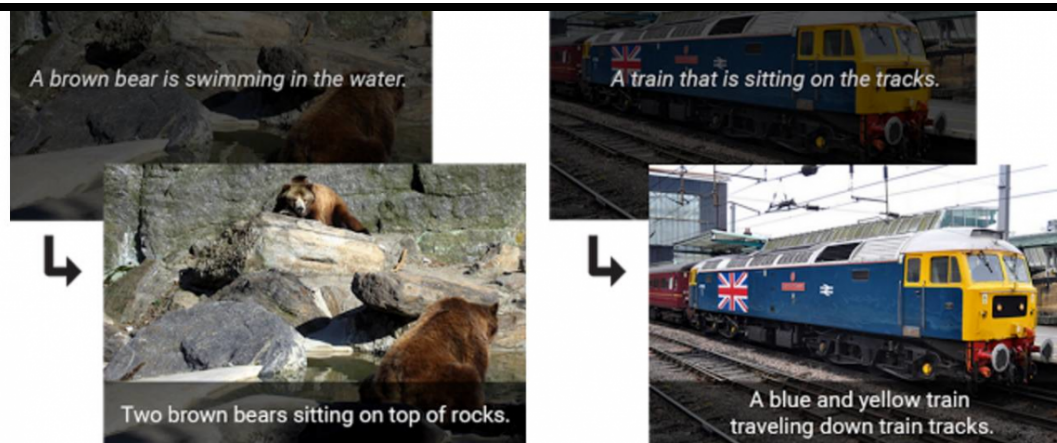 A brown bear is swimming in the water.
A train that is sitting on the tracks.
Two brown bears sitting on top of rocks.
A blue and yellow train
traveling down train tracks.